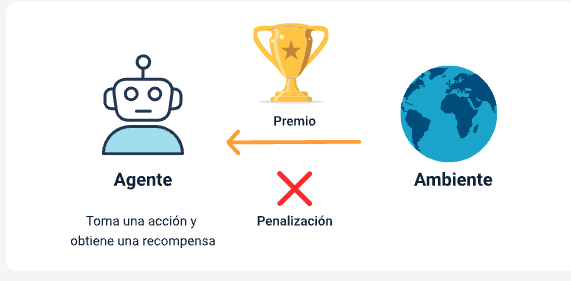 Premio
Agente
Ambiente
Toma una acción y
obtiene una recompensa
Penalización